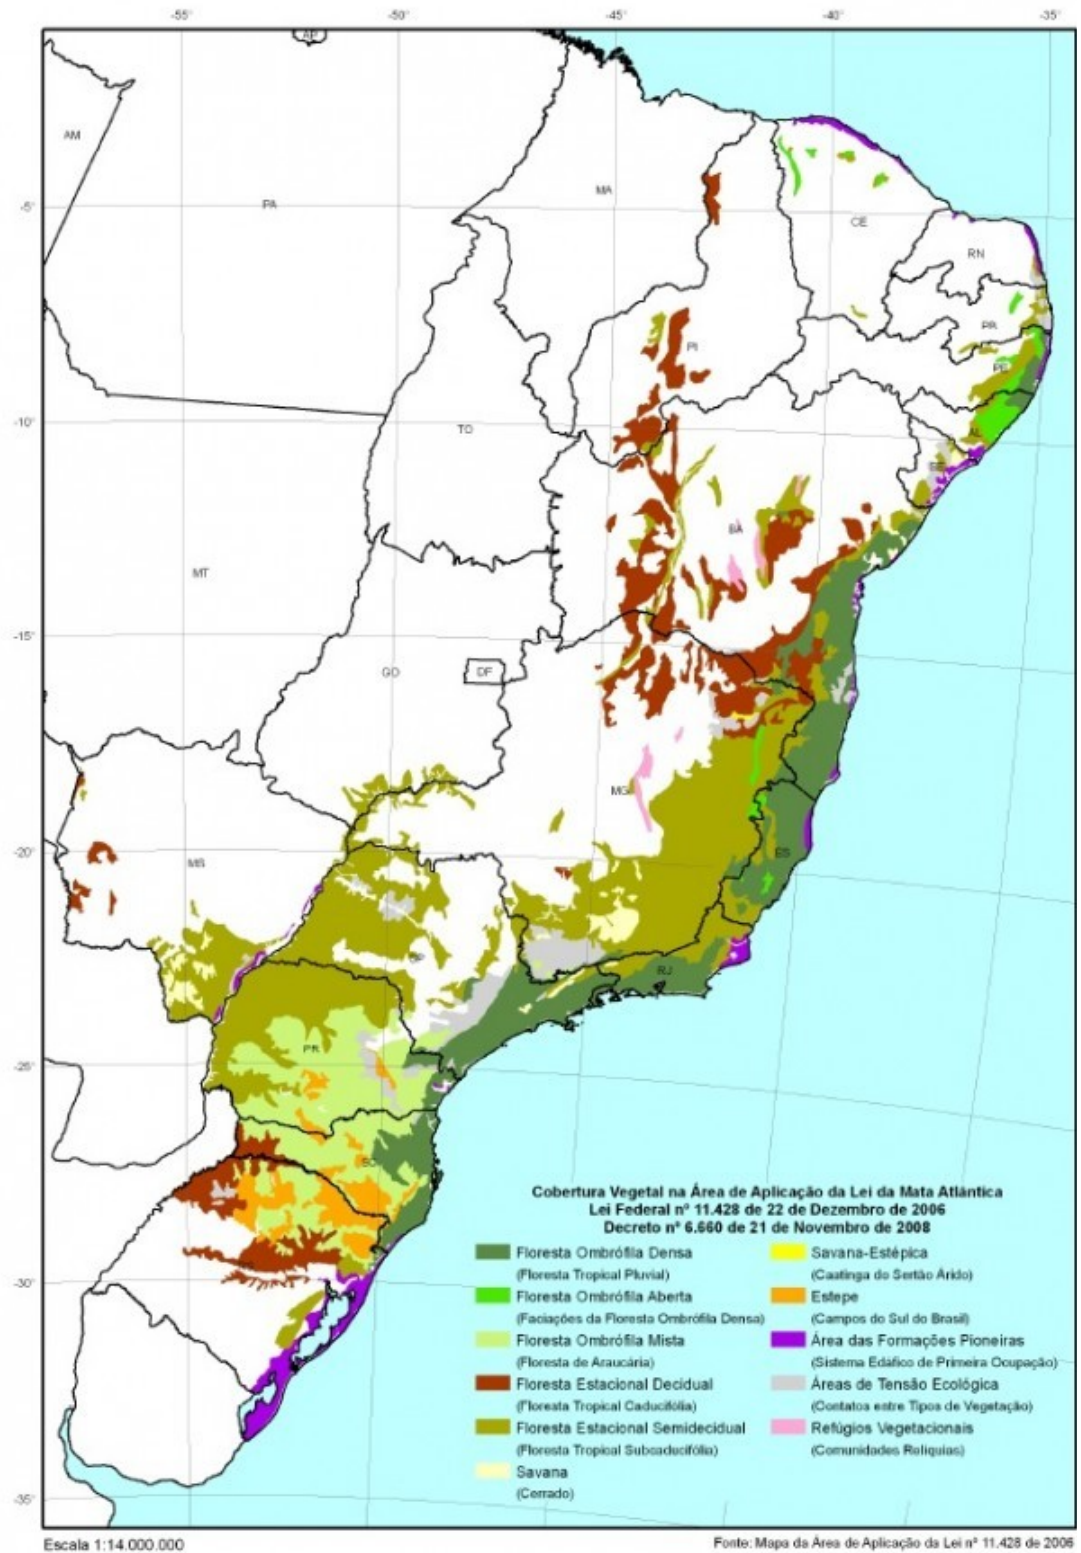 -55° -50° -45° -40° -35°
AP
AM
MA
-5°
PA
CE
RN
PB
PI
PE
-10°
TO
AL
SE
BA
MT
-15°
GO
DF
MG
-20°
MS
ES
SP
RJ
PR
-25°
SC
RS
Cobertura Vegetal na Área de Aplicação da Lei da Mata Atlântica
Lei Federal nº 11.428 de 22 de Dezembro de 2006
Decreto nº 6.660 de 21 de Novembro de 2008
Floresta Ombrófila Densa
(Floresta Tropical Pluvial)
Floresta Ombrófila Aberta
(Faciações da Floresta Ombrófila Densa)
Floresta Ombrófila Mista
(Floresta de Araucária)
Floresta Estacional Decidual
(Floresta Tropical Caducifólia)
Floresta Estacional Semidecidual
(Floresta Tropical Subcaducifólia)
Savana
(Cerrado)
Savana-Estépica
(Caatinga do Sertão Árido)
Estepe
(Campos do Sul do Brasil)
Área das Formações Pioneiras
(Sistema Edáfico de Primeira Ocupação)
Áreas de Tensão Ecológica
(Contatos entre Tipos de Vegetação)
Refúgios Vegetacionais
(Comunidades Relíquias)
-30°
-35°
Escala 1:14.000.000
Fonte: Mapa da Área de Aplicação da Lei nº 11.428 de 2006